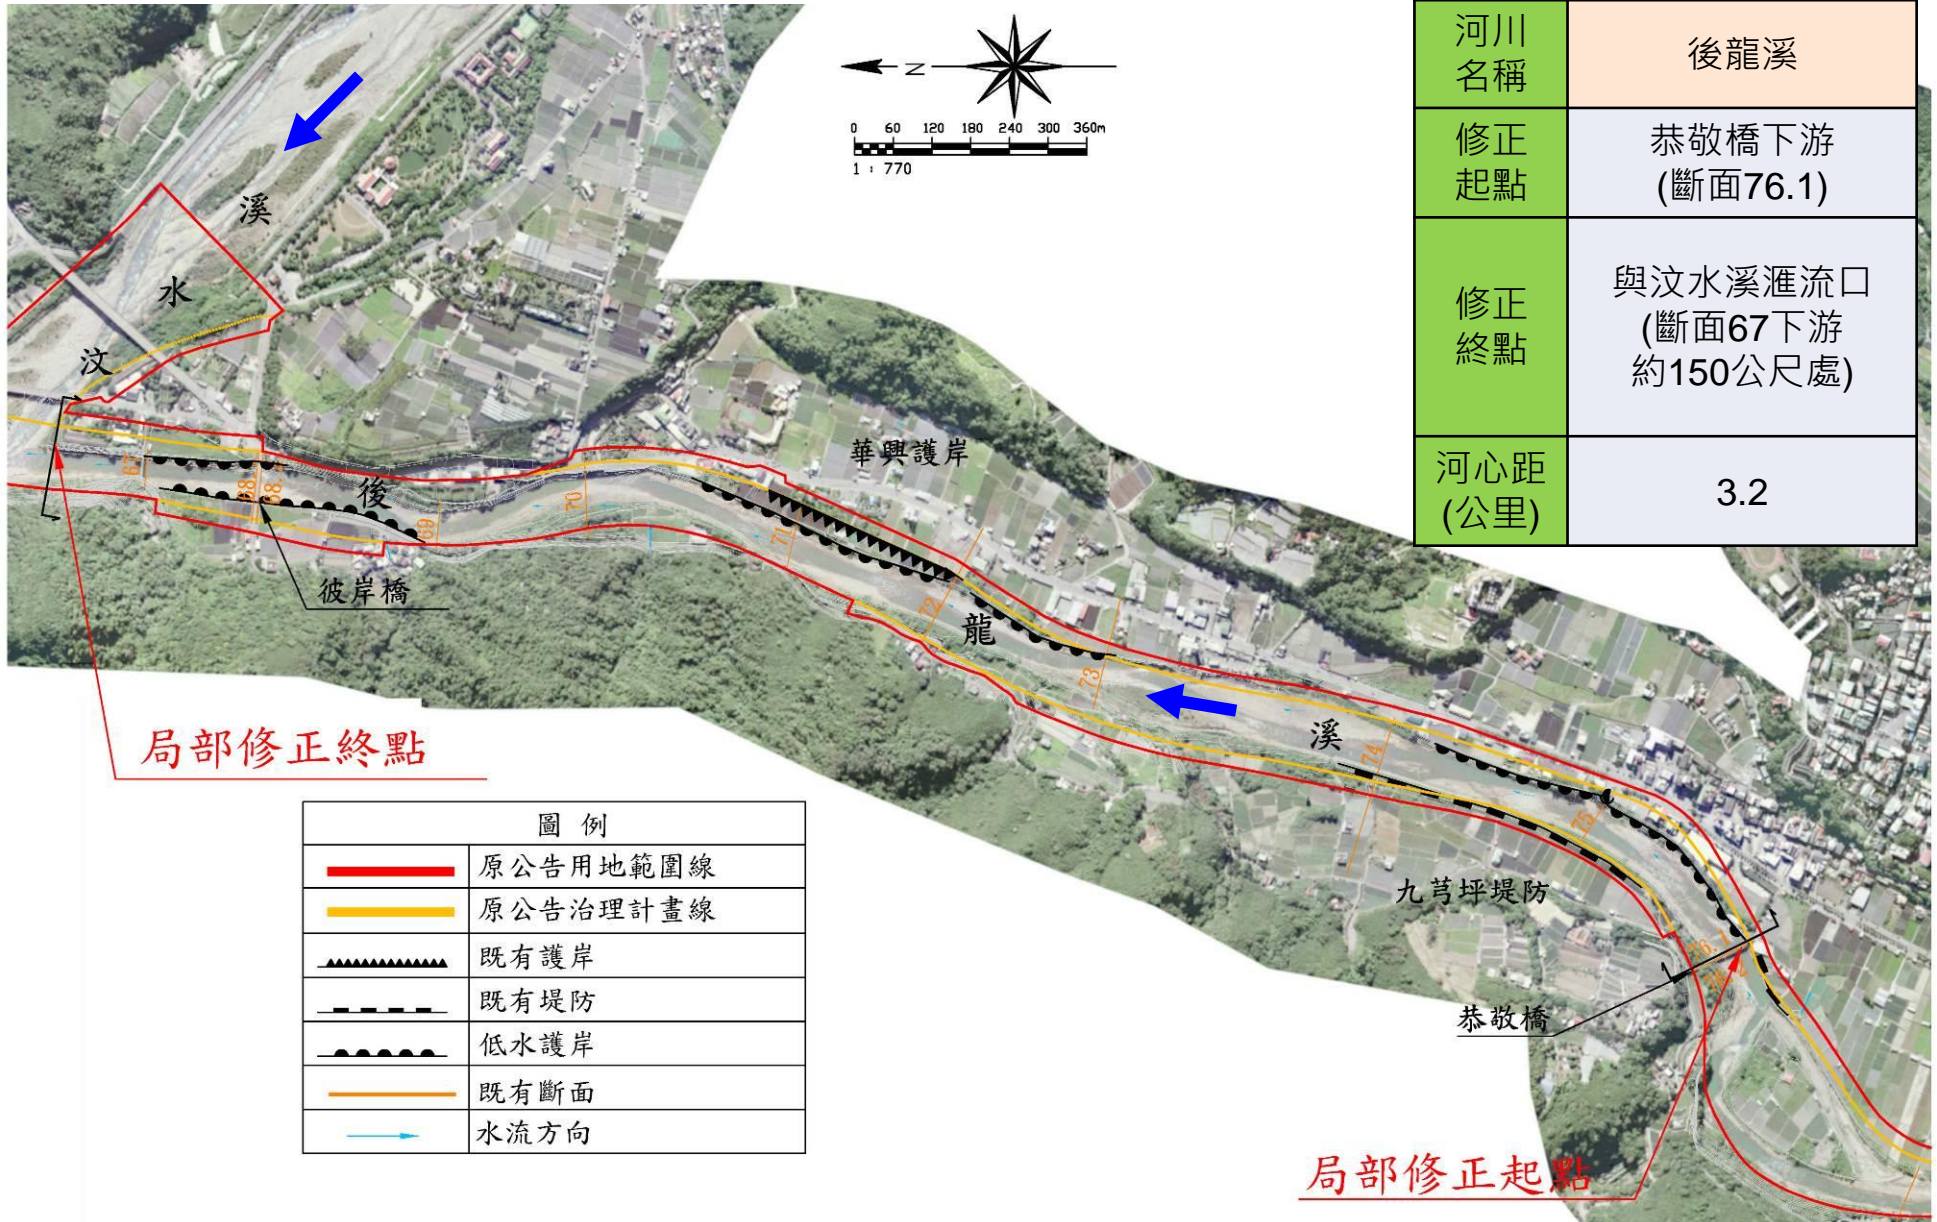 N
0 60 120 180 240 300 360m
1 : 770
河川
名稱
後龍溪
修正
起點
恭敬橋下游
(斷面76.1)
修正
終點
與汶水溪滙流口
(斷面67下游
約150公尺處)
河心距
(公里)
3.2
溪
水
汶
華興護岸
67
68
後
69
70
71
72
彼岸橋
龍
73
溪
74
75
九芎坪堤防
76.1
恭敬橋
局部修正終點
局部修正起點
圖 例
原公告用地範圍線
原公告治理計畫線
既有護岸
既有堤防
低水護岸
既有斷面
水流方向